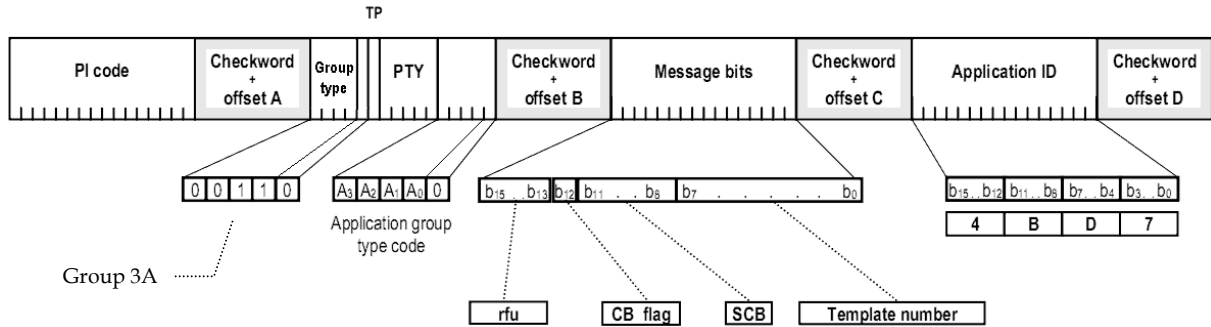 TP
PI code
Checkword + offset A
Group type
PTY
Checkword + offset B
Message bits
Checkword + offset C
Application ID
Checkword + offset D
0 0 1 1 0
A₃ A₂ A₁ A₀ 0
b₁₅ . . b₁₃ b₁₂ b₁₁ . . b₈ b₇ . . . . . b₀
b₁₅. . b₁₂ b₁₁. . b₈ b₇. . b₄ b₃. . b₀
4 B D 7
Application group
type code
Group 3A
rfu
CB flag
SCB
Template number